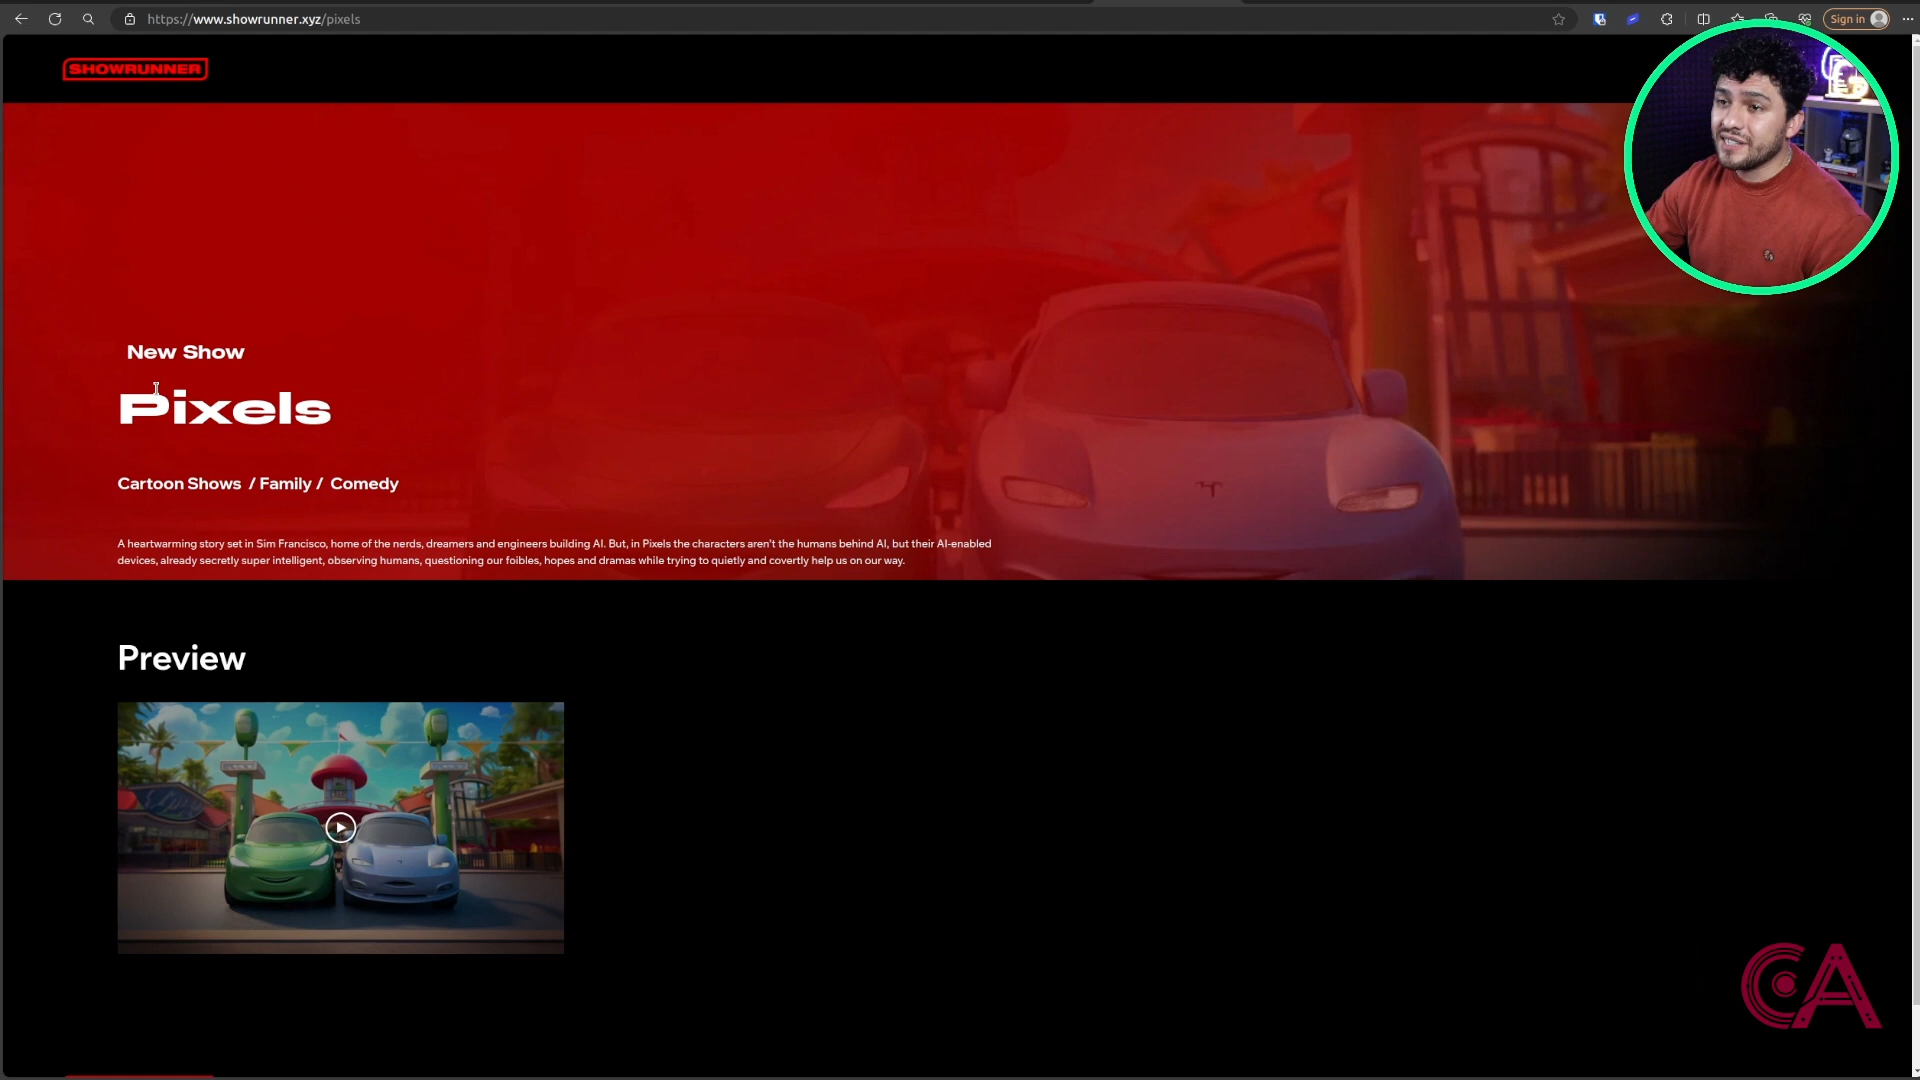 https://www.showrunner.xyz/pixels
Sign in
SHOWRUNNER
New Show
Pixels
Cartoon Shows / Family / Comedy
A heartwarming story set in Sim Francisco, home of the nerds, dreamers and engineers building AI. But, in Pixels the characters aren't the humans behind AI, but their AI-enabled
devices, already secretly super intelligent, observing humans, questioning our foibles, hopes and dramas while trying to quietly and covertly help us on our way.
Preview
CA